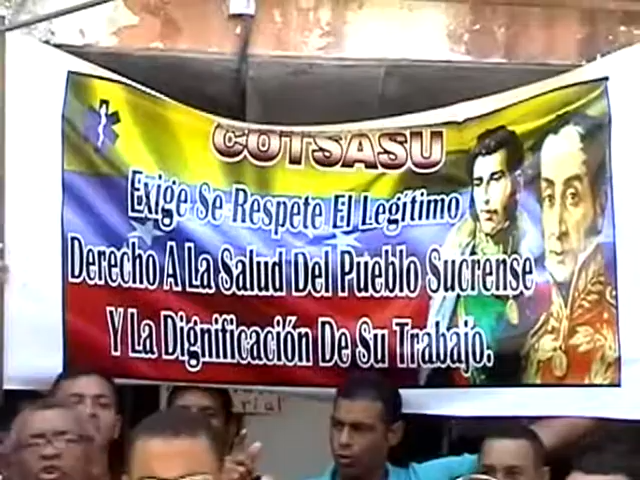 COTSASU
Exige Se Respete El Legítimo
Derecho A La Salud Del Pueblo Sucrense
Y La Dignificación De Su Trabajo.